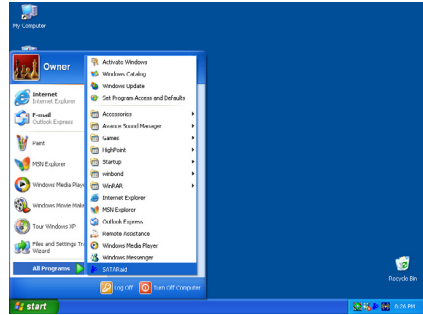 My Computer
Owner
Internet
Internet Explorer
E-mail
Outlook Express
Paint
MSN Explorer
Windows Media Play
Windows Movie Make
Tour Windows XP
Files and Settings Tr
Wizard
All Programs
Activate Windows
Windows Catalog
Windows Update
Set Program Access and Defaults
Accessories
Avance Sound Manager
Games
HighPoint
Startup
winbond
WinRAR
Internet Explorer
MSN Explorer
Outlook Express
Remote Assistance
Windows Media Player
Windows Messenger
SATARaid
Log Off
Turn Off Computer
Recycle Bin
start
8:26 PM